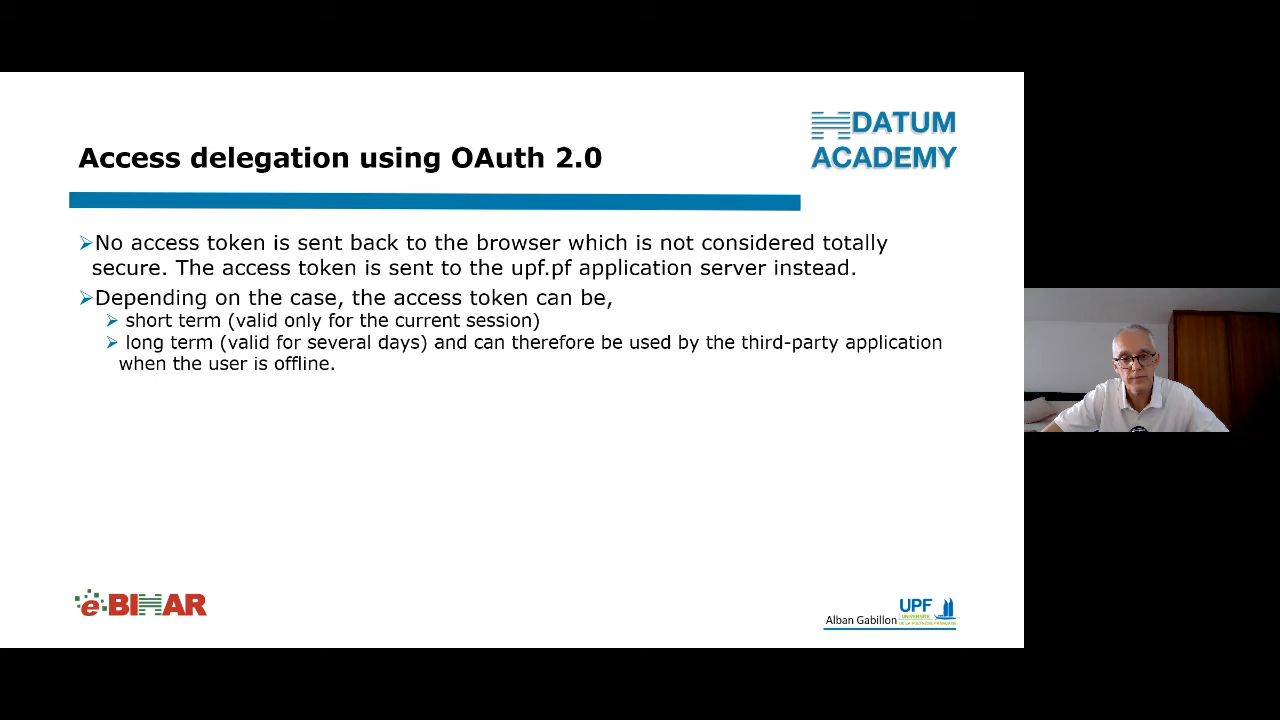 DATUM
ACADEMY
Access delegation using OAuth 2.0
No access token is sent back to the browser which is not considered totally
secure. The access token is sent to the upf.pf application server instead.
Depending on the case, the access token can be,
short term (valid only for the current session)
long term (valid for several days) and can therefore be used by the third-party application
when the user is offline.
e-BIHAR
Alban Gabillon
UPF
UNIVERSITÉ
DE LA POLYNÉSIE FRANÇAISE